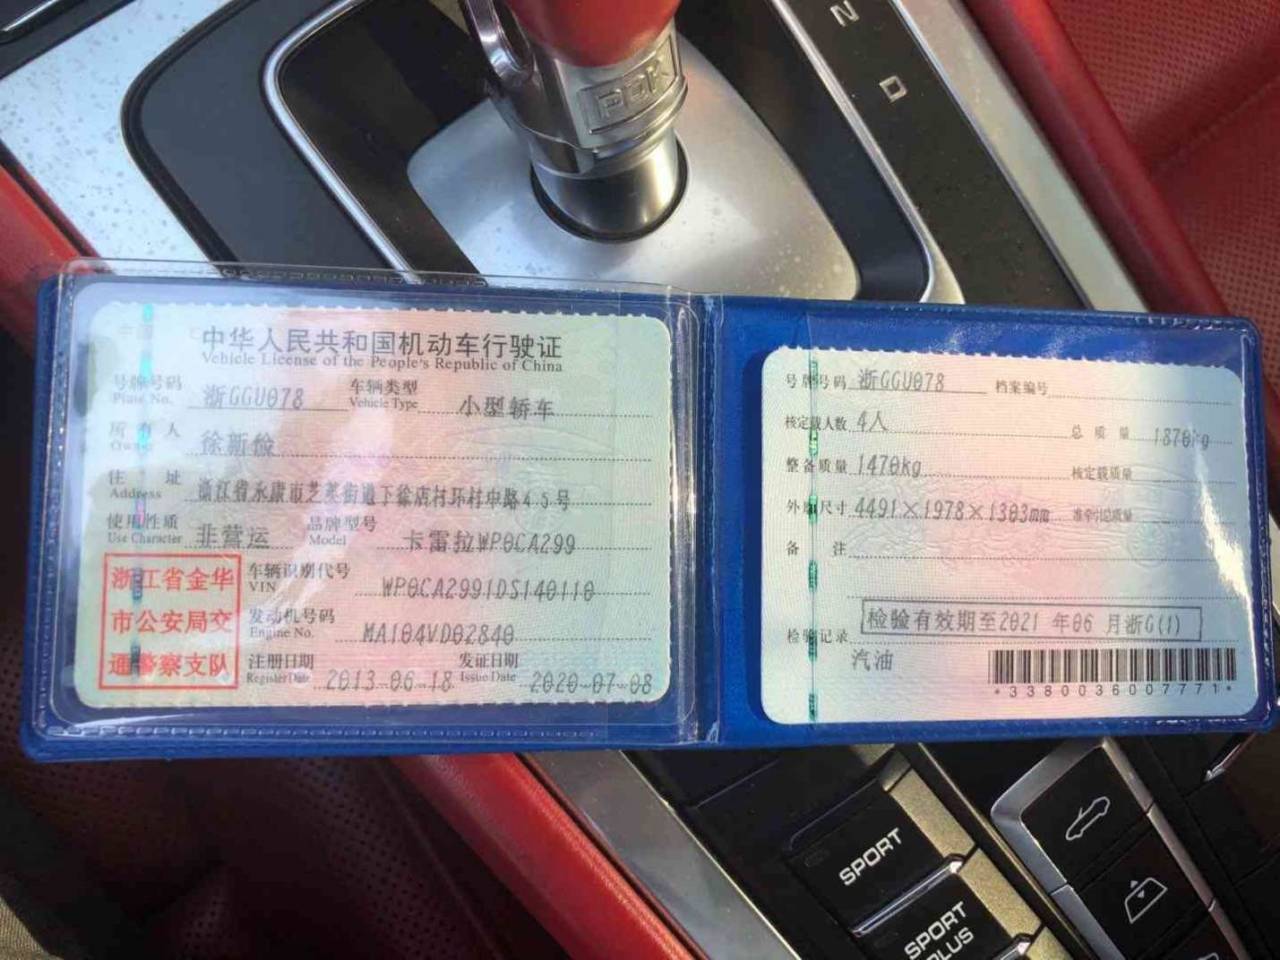 N
PDK
D
中华人民共和国机动车行驶证
Vehicle License of the People's Republic of China
号牌号码 浙GGU078 车辆类型 小型轿车
Plate No. Vehicle Type
所有人 徐新俭
Owner
住址 浙江省永康市芝英街道下徐店村环村中路45号
Address
使用性质 非营运 品牌型号 卡雷拉WP0CA299
Use Character Model
浙江省金华
市公安局交
通警察支队
车辆识别代号 WP0CA2991DS140110
VIN
发动机号码 MA104VD02840
Engine No.
注册日期 2013-06-18 发证日期 2020-07-08
Register Date Issue Date
号牌号码 浙GGU078 档案编号
核定载人数 4人 总质量 1870kg
整备质量 1470kg 核定载质量
外廓尺寸 4491×1978×1303mm 准牵引总质量
备注
检验有效期至2021年06月浙G(1)
检验记录
汽油
*3380036007771*
SPORT
SPORT
PLUS